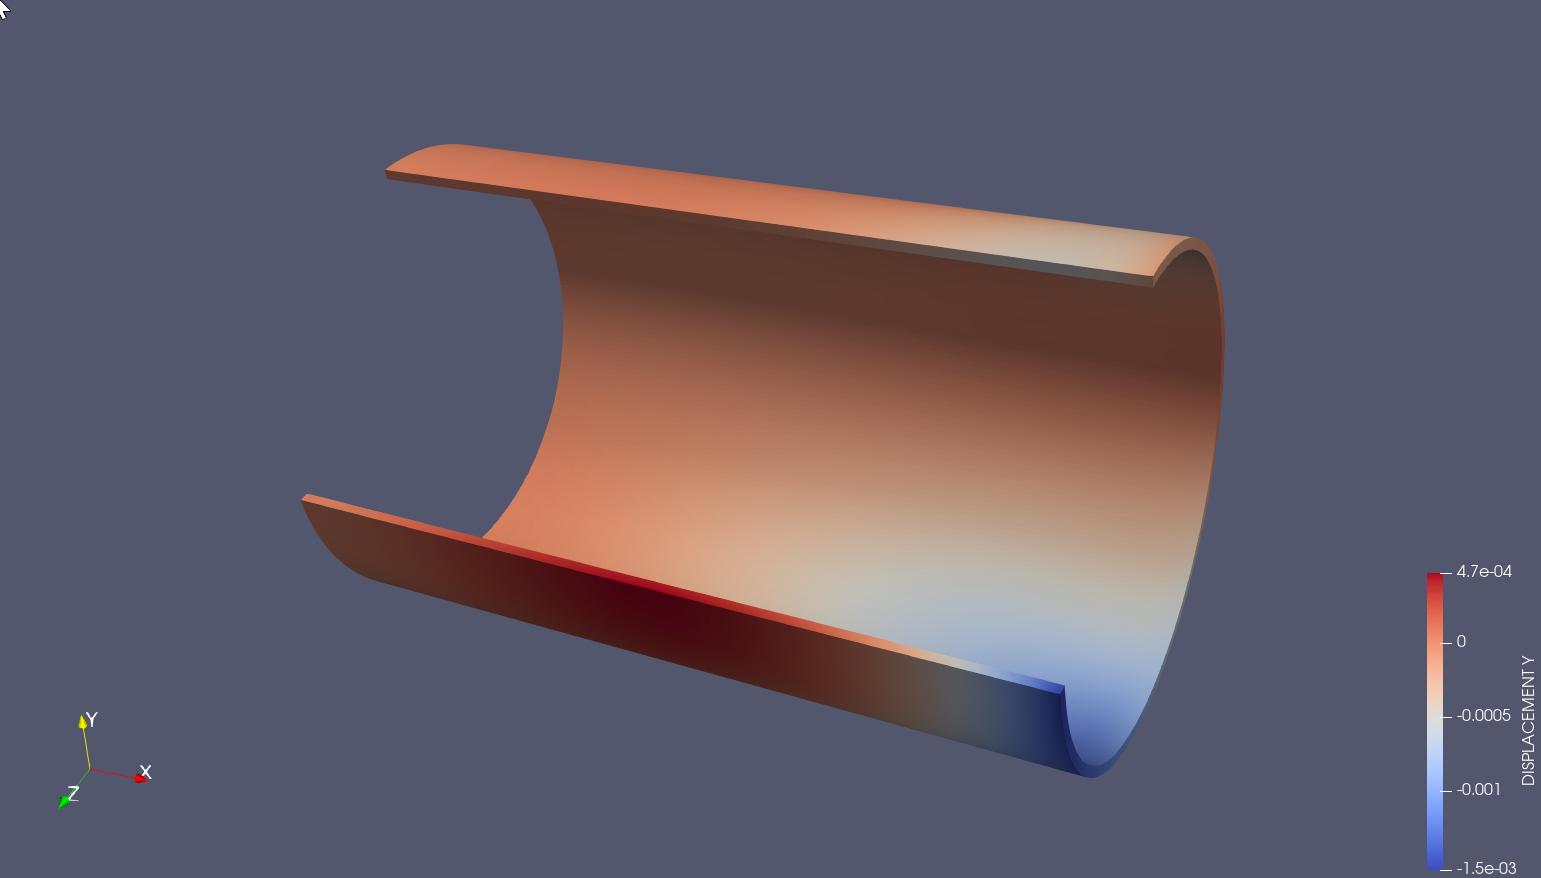 4.7e-04
0
-0.0005
-0.001
-1.5e-03
DISPLACEMENT Y
Y
X
Z